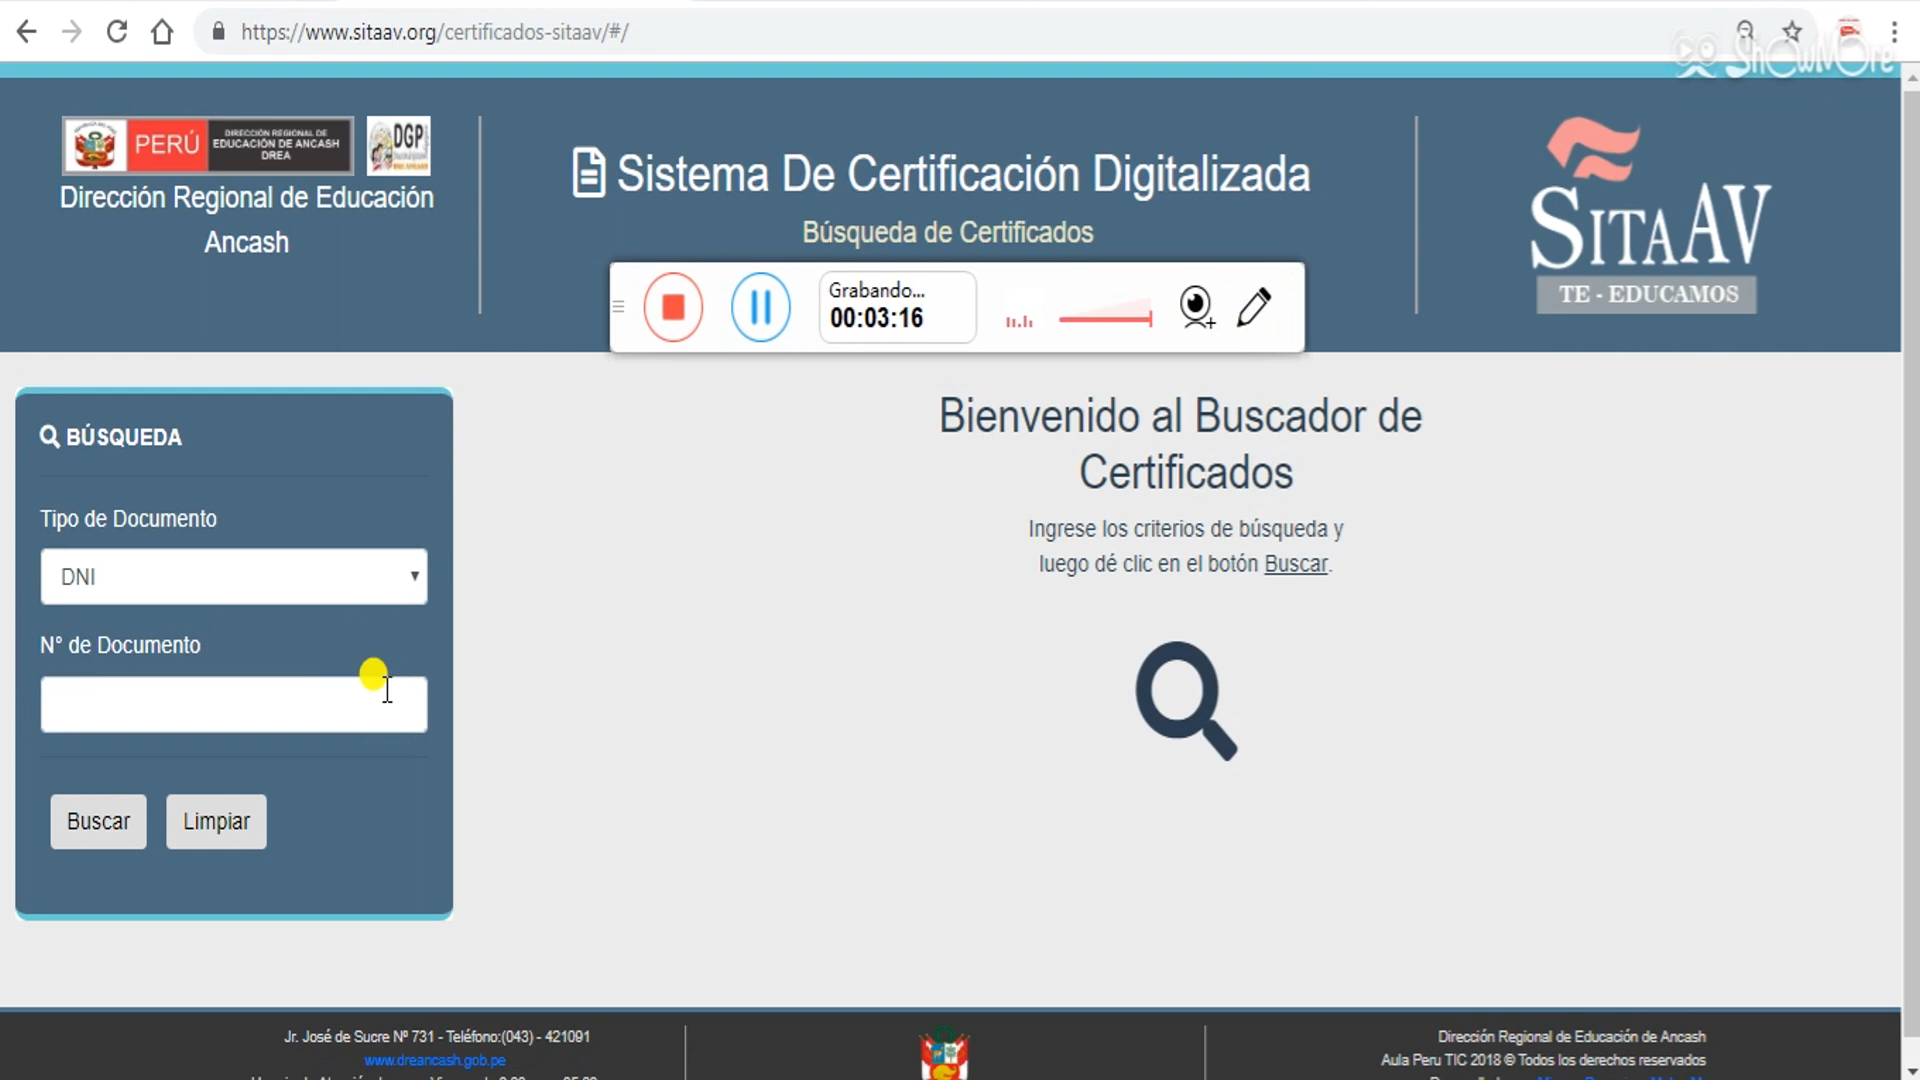 https://www.sitaav.org/certificados-sitaav/#/
ShowMore
PERÚ
DIRECCIÓN REGIONAL DE
EDUCACIÓN DE ANCASH
DREA
DGP
Dirección Regional de Educación
Ancash
Sistema De Certificación Digitalizada
Búsqueda de Certificados
SITAAV
TE - EDUCAMOS
Grabando...
00:03:16
BÚSQUEDA
Tipo de Documento
DNI
N° de Documento
Buscar
Limpiar
Bienvenido al Buscador de
Certificados
Ingrese los criterios de búsqueda y
luego dé clic en el botón Buscar.
Jr. José de Sucre Nº 731 - Teléfono:(043) - 421091
www.dreancash.gob.pe
Dirección Regional de Educación de Ancash
Aula Peru TIC 2018 © Todos los derechos reservados